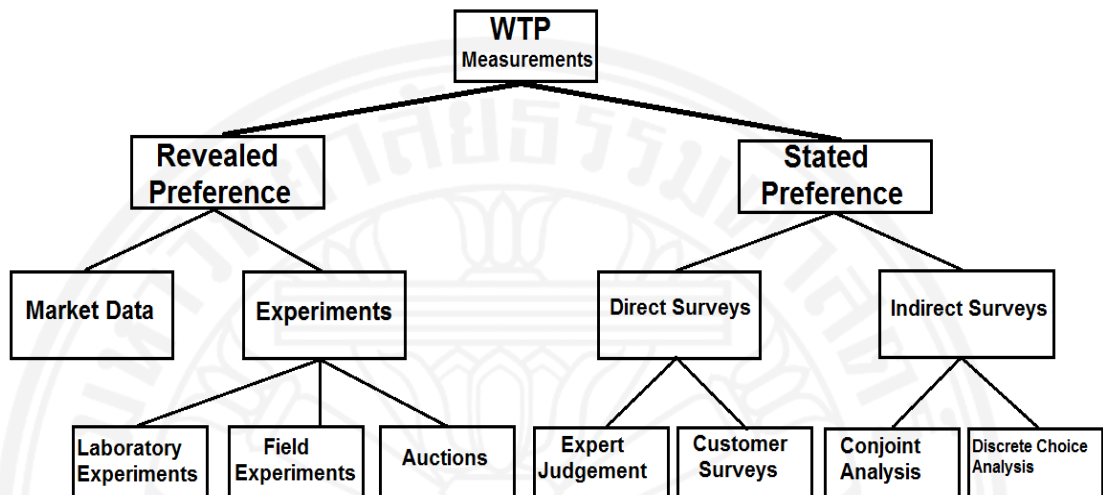 WTP
Measurements
Revealed
Preference
Stated
Preference
Market Data
Experiments
Direct Surveys
Indirect Surveys
Laboratory
Experiments
Field
Experiments
Auctions
Expert
Judgement
Customer
Surveys
Conjoint
Analysis
Discrete Choice
Analysis